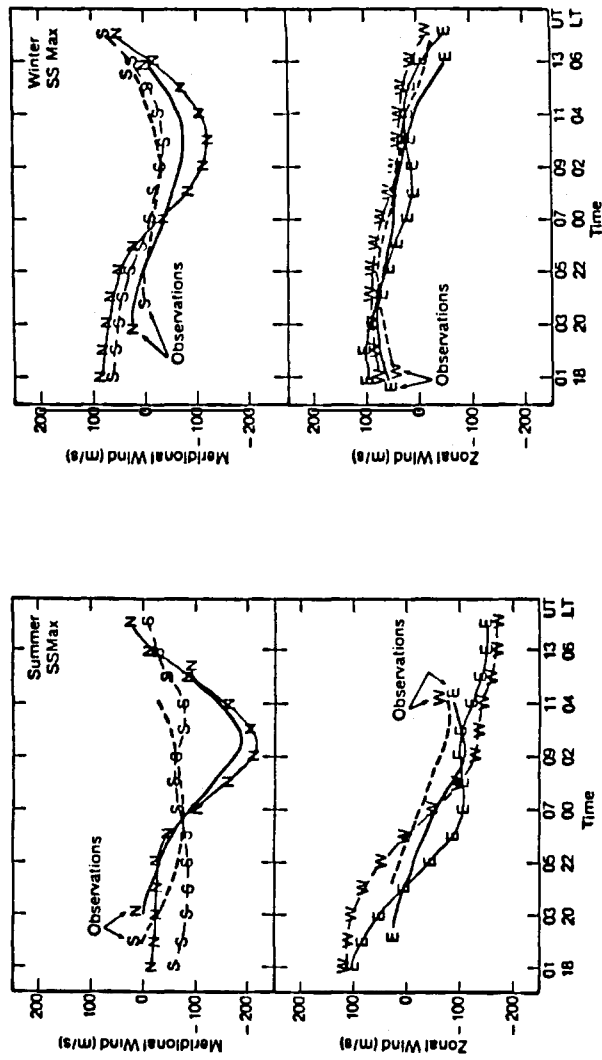 Summer
SSMax
Observations
200
100
0
- 100
- 200
Meridional Wind (m/s)
N
S
Observations
200
100
0
- 100
- 200
Zonal Wind (m/s)
W
E
01 03 05 07 09 11 13 UT
18 20 22 00 02 04 06 LT
Time
Winter
SS Max
Observations
200
100
0
- 100
- 200
Meridional Wind (m/s)
N
S
Observations
200
100
0
- 100
- 200
Zonal Wind (m/s)
W
E
01 03 05 07 09 11 13 UT
18 20 22 00 02 04 06 LT
Time